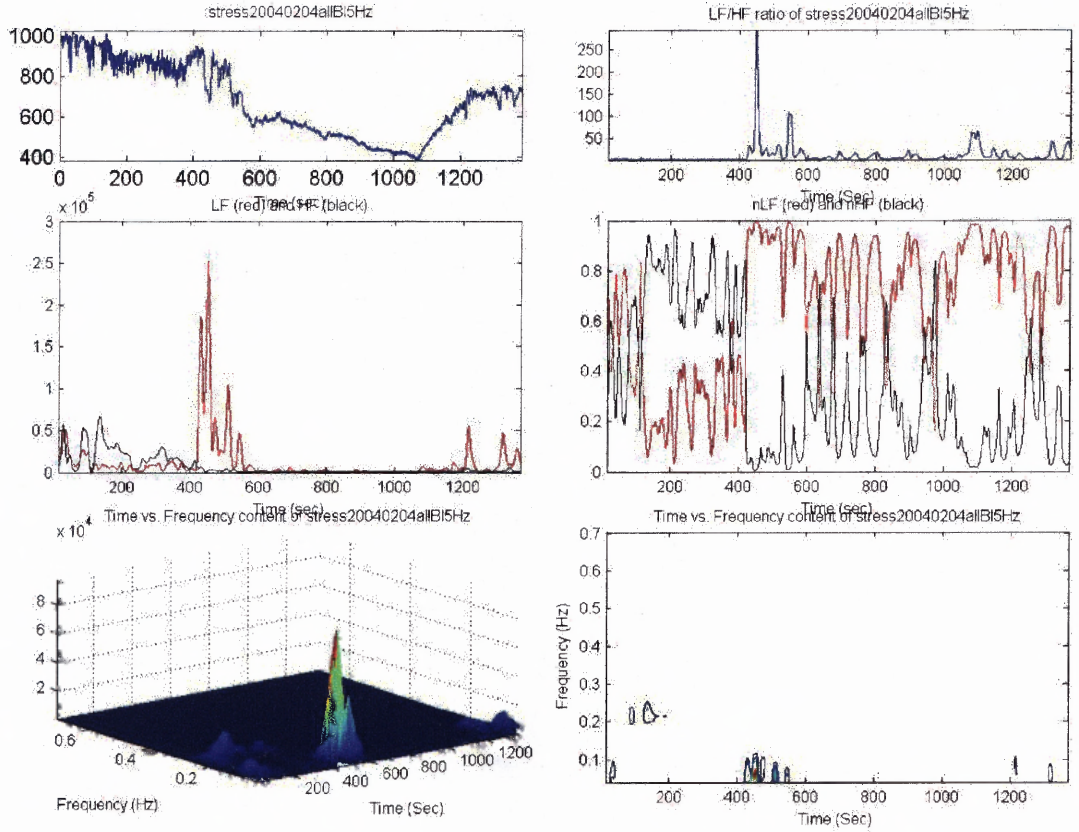 stress20040204allBI5Hz
1000
800
600
400
0 200 400 600 800 1000 1200
Time (sec)
LF/HF ratio of stress20040204allBI5Hz
250
200
150
100
50
200 400 600 800 1000 1200
Time (Sec)
x 10^5
LF (red) and HF (black)
3
2.5
2
1.5
1
0.5
0
200 400 600 800 1000 1200
Time (sec)
nLF (red) and nHF (black)
1
0.8
0.6
0.4
0.2
0
200 400 600 800 1000 1200
Time (sec)
Time vs. Frequency content of stress20040204allBI5Hz
x 10^4
8
6
4
2
0.6
0.4
0.2
200 400 600 800 1000 1200
Frequency (Hz)
Time (Sec)
Time vs. Frequency content of stress20040204allBI5Hz
0.7
0.6
0.5
0.4
0.3
0.2
0.1
Frequency (Hz)
200 400 600 800 1000 1200
Time (Sec)